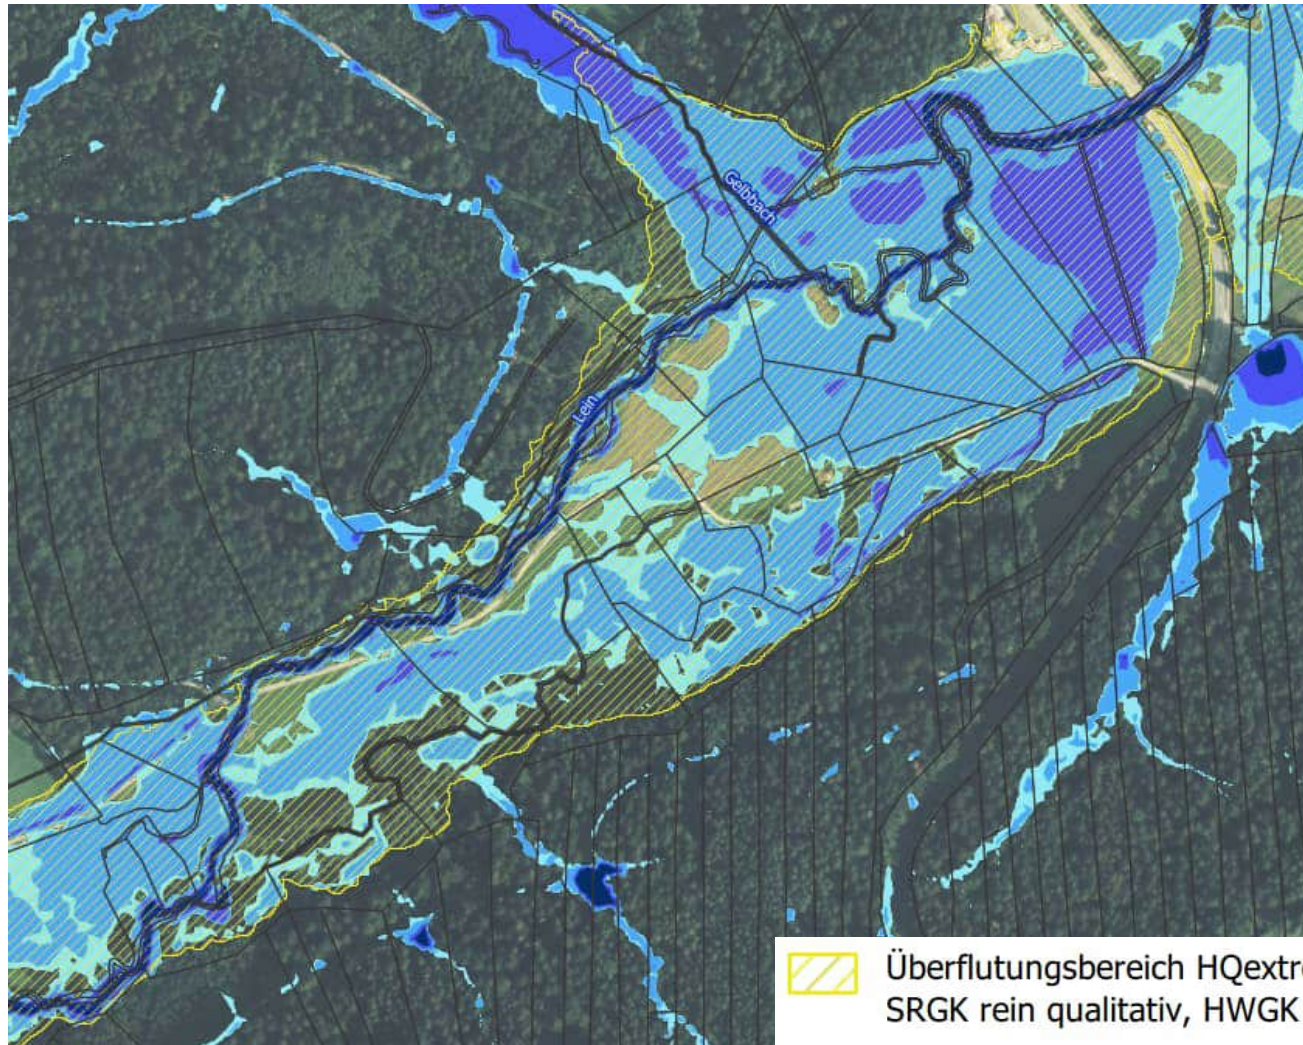 Gelbbach
Lein
Überflutungsbereich HQextr
SRGK rein qualitativ, HWGK